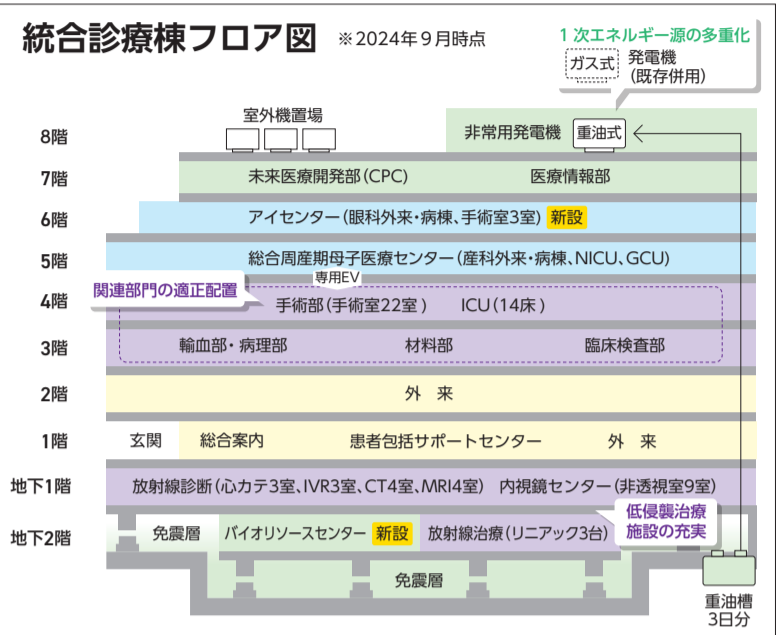 統合診療棟フロア図 ※2024年9月時点
1次エネルギー源の多重化
ガス式
発電機
(既存併用)
室外機置場
8階
非常用発電機
重油式
7階
未来医療開発部(CPC)
医療情報部
6階
アイセンター(眼科外来・病棟、手術室3室)
新設
5階
総合周産期母子医療センター(産科外来・病棟、NICU、GCU)
専用EV
関連部門の適正配置
4階
手術部(手術室22室)
ICU(14床)
3階
輸血部・病理部
材料部
臨床検査部
2階
外 来
1階
玄関
総合案内
患者包括サポートセンター
外 来
地下1階
放射線診断(心カテ3室、IVR3室、CT4室、MRI4室)
内視鏡センター(非透視室9室)
低侵襲治療
施設の充実
地下2階
免震層
バイオリソースセンター
新設
放射線治療(リニアック3台)
免震層
重油槽
3日分